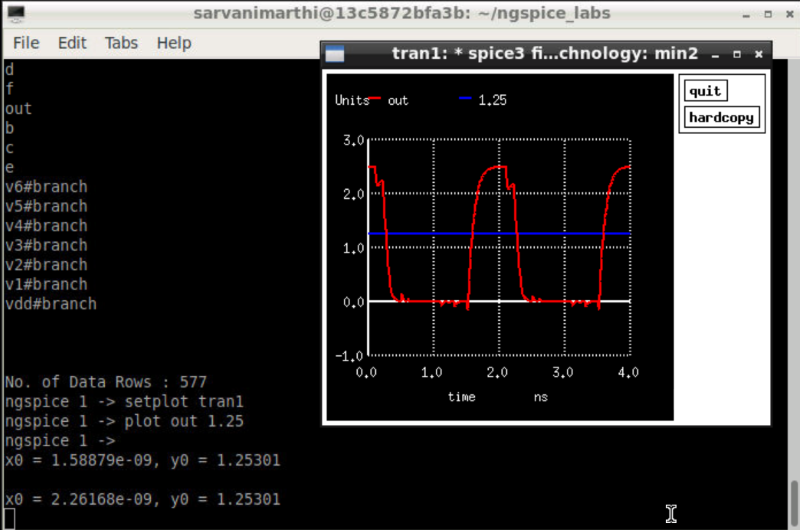 sarvanimarthi@13c5872bfa3b: ~/ngspice_labs
File Edit Tabs Help
d
f
out
b
c
e
v6#branch
v5#branch
v4#branch
v3#branch
v2#branch
v1#branch
vdd#branch
No. of Data Rows : 577
ngspice 1 -> setplot tran1
ngspice 1 -> plot out 1.25
ngspice 1 ->
x0 = 1.58879e-09, y0 = 1.25301
x0 = 2.26168e-09, y0 = 1.25301
tran1: * spice3 fi...chnology: min2
quit
hardcopy
Units out 1.25
3.0
2.0
1.0
0.0
-1.0
0.0 1.0 2.0 3.0 4.0
time ns